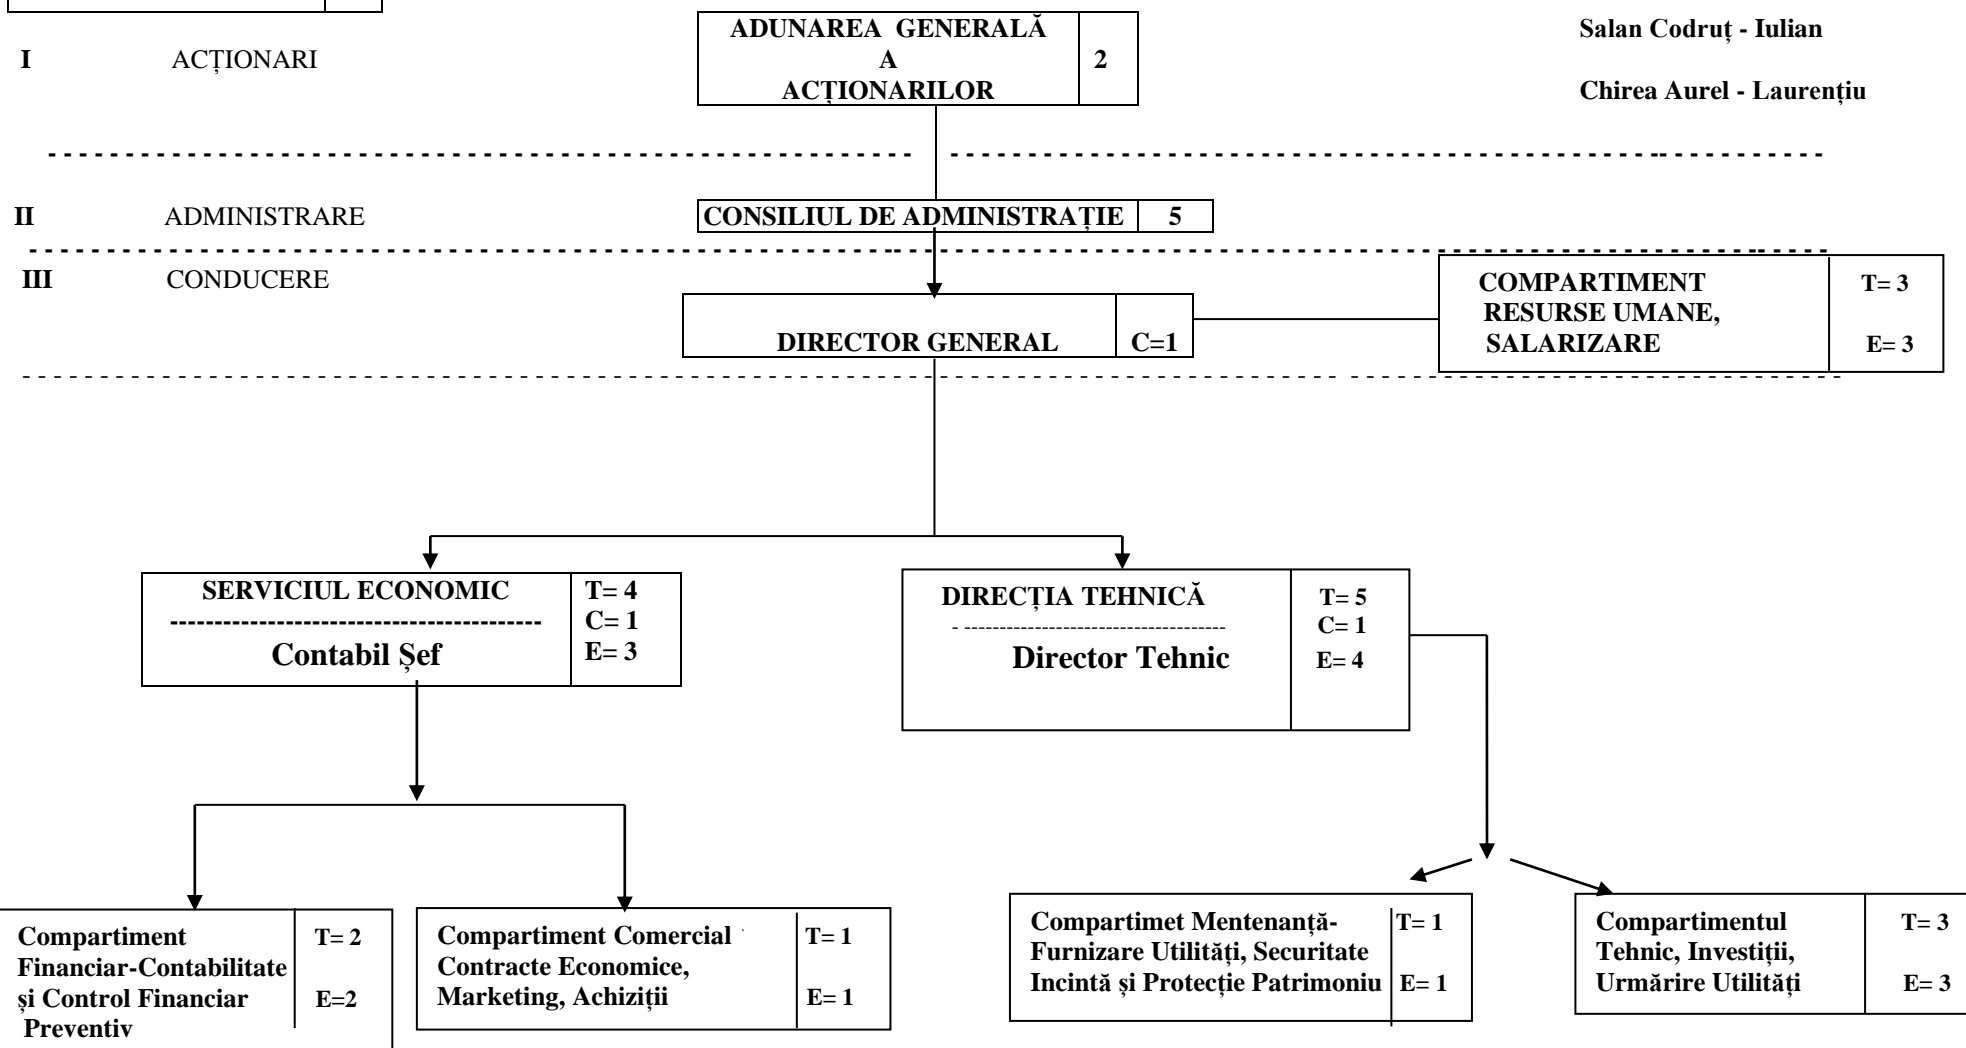 I ACȚIONARI
ADUNAREA GENERALĂ
A
ACȚIONARILOR
2
Salan Codruț - Iulian
Chirea Aurel - Laurențiu
II ADMINISTRARE
CONSILIUL DE ADMINISTRAȚIE 5
III CONDUCERE
DIRECTOR GENERAL C=1
COMPARTIMENT
RESURSE UMANE,
SALARIZARE
T= 3
E= 3
SERVICIUL ECONOMIC
Contabil Șef
T= 4
C= 1
E= 3
DIRECȚIA TEHNICĂ
Director Tehnic
T= 5
C= 1
E= 4
Compartiment
Financiar-Contabilitate
și Control Financiar
Preventiv
T= 2
E=2
Compartiment Comercial
Contracte Economice,
Marketing, Achiziții
T= 1
E= 1
Compartimet Mentenanță-
Furnizare Utilități, Securitate
Incintă și Protecție Patrimoniu
T= 1
E= 1
Compartimentul
Tehnic, Investiții,
Urmărire Utilități
T= 3
E= 3